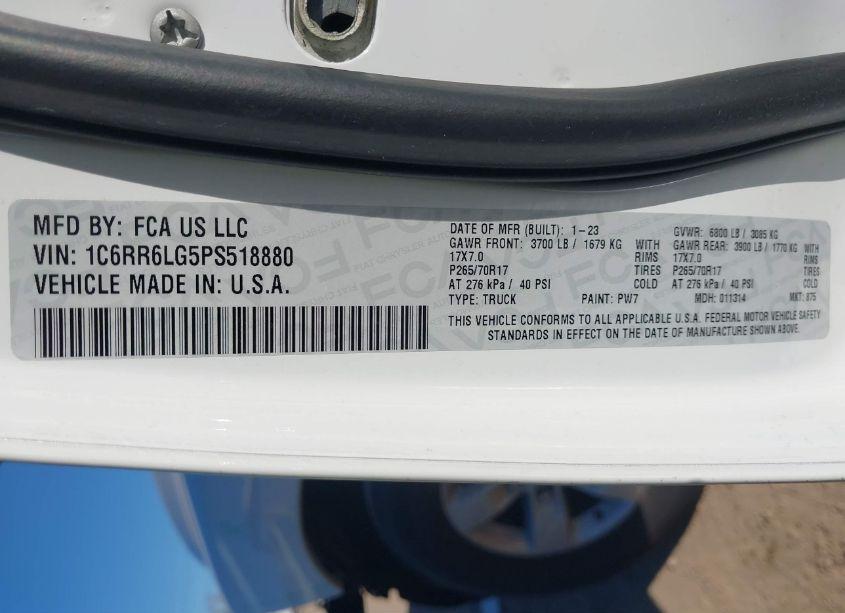 MFD BY: FCA US LLC
VIN: 1C6RR6LG5PS518880
VEHICLE MADE IN: U.S.A.
DATE OF MFR (BUILT): 1-23 GVWR: 6800 LB / 3085 KG
GAWR FRONT: 3700 LB / 1679 KG WITH GAWR REAR: 3900 LB / 1770 KG WITH
17X7.0 RIMS 17X7.0 RIMS
P265/70R17 TIRES P265/70R17 TIRES
AT 276 kPa / 40 PSI COLD AT 276 kPa / 40 PSI COLD
TYPE: TRUCK PAINT: PW7 MDH: 011314 MKT: 875
THIS VEHICLE CONFORMS TO ALL APPLICABLE U.S.A. FEDERAL MOTOR VEHICLE SAFETY
STANDARDS IN EFFECT ON THE DATE OF MANUFACTURE SHOWN ABOVE.